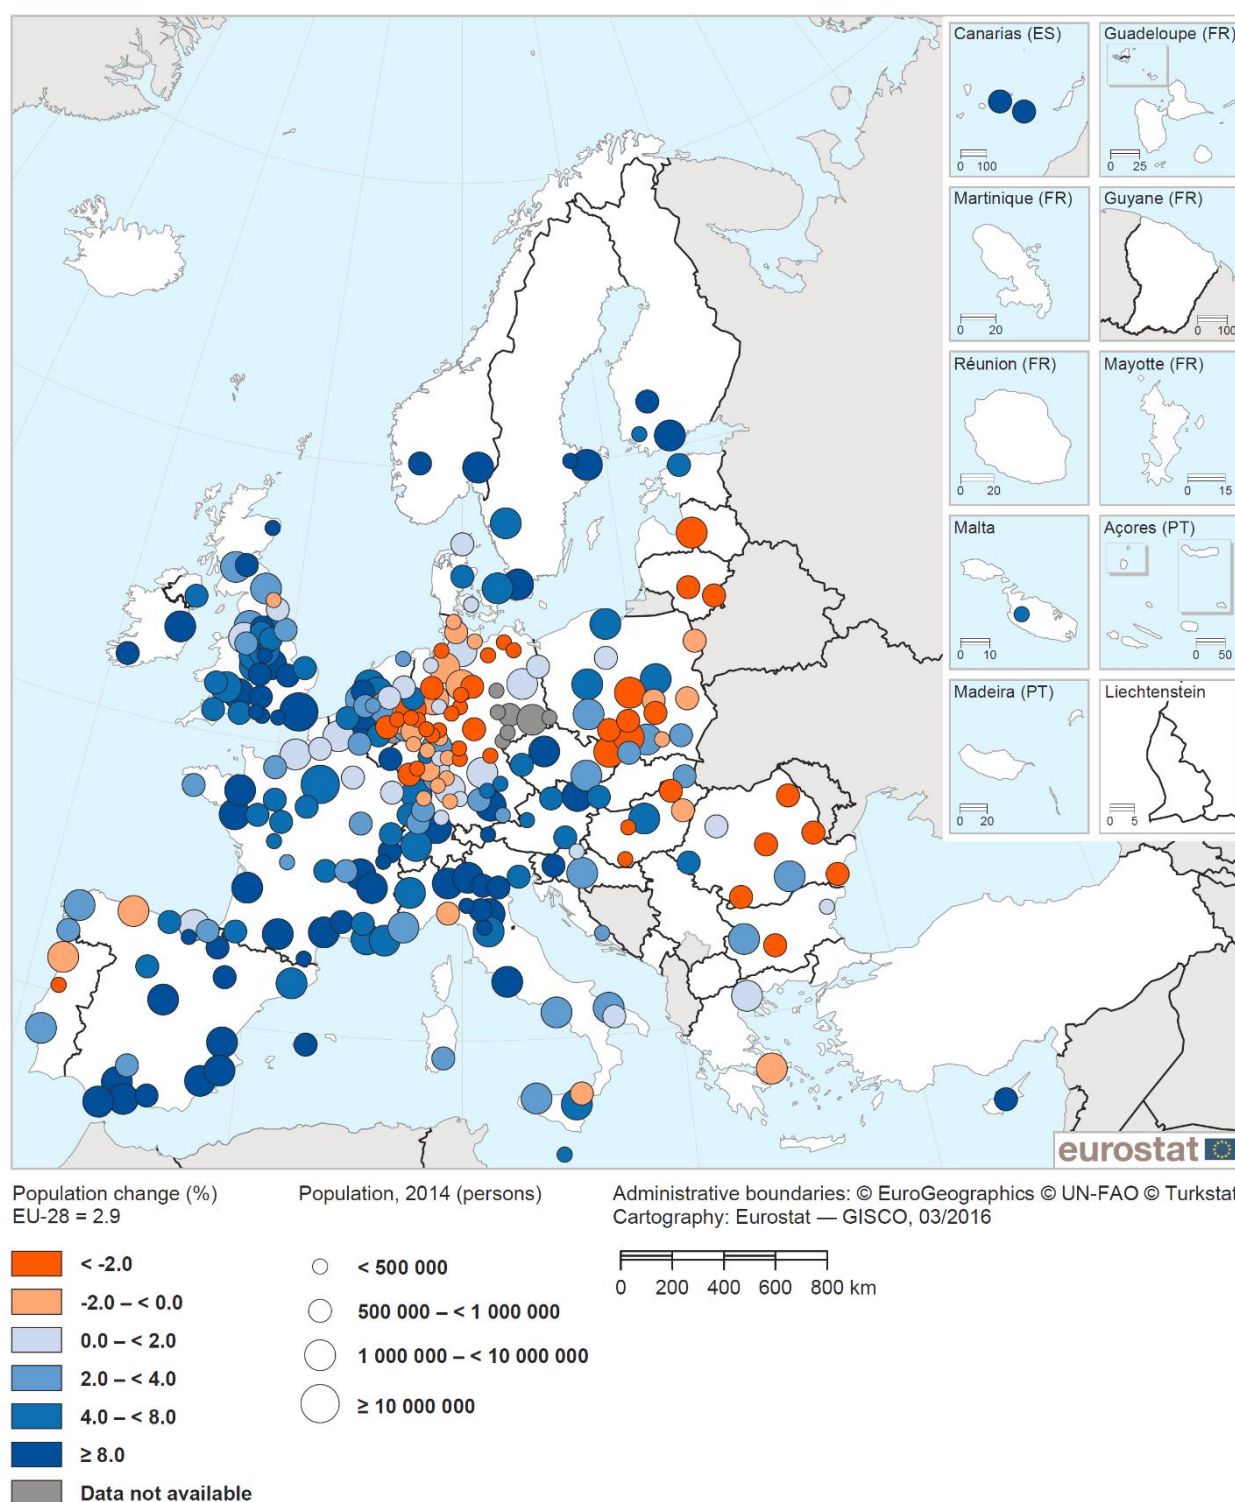 Canarias (ES)
0 100
Guadeloupe (FR)
0 25
Martinique (FR)
0 20
Guyane (FR)
0 100
Réunion (FR)
0 20
Mayotte (FR)
0 15
Malta
0 10
Açores (PT)
0 50
Madeira (PT)
0 20
Liechtenstein
0 5
eurostat
Population change (%)
EU-28 = 2.9
< -2.0
-2.0 – < 0.0
0.0 – < 2.0
2.0 – < 4.0
4.0 – < 8.0
≥ 8.0
Data not available
Population, 2014 (persons)
< 500 000
500 000 – < 1 000 000
1 000 000 – < 10 000 000
≥ 10 000 000
Administrative boundaries: © EuroGeographics © UN-FAO © Turkstat
Cartography: Eurostat — GISCO, 03/2016
0 200 400 600 800 km